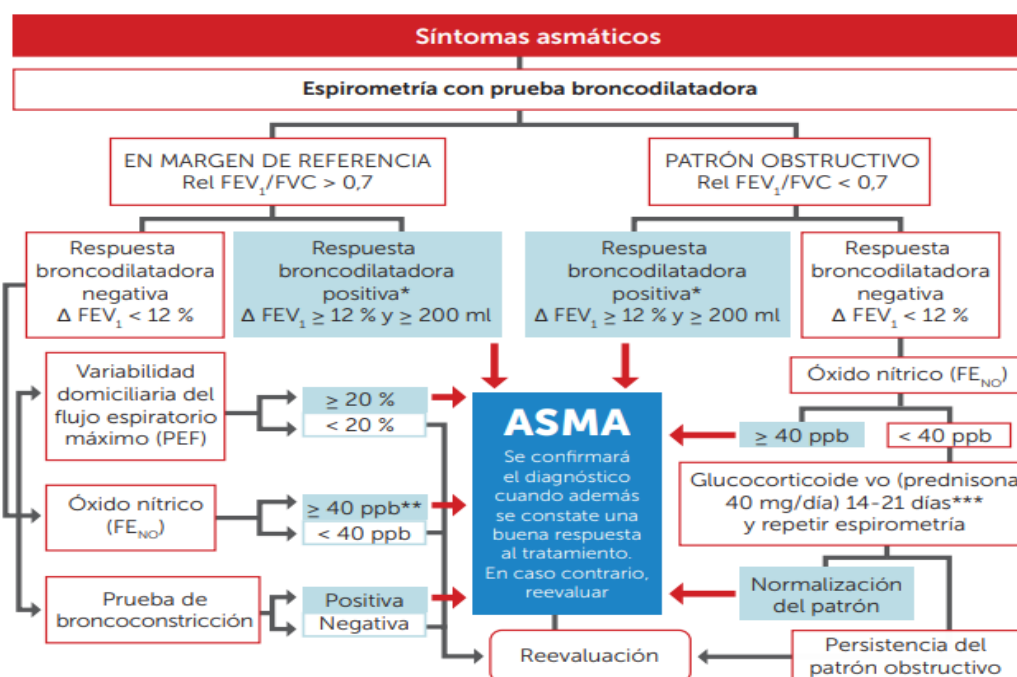 Síntomas asmáticos
Espirometría con prueba broncodilatadora
EN MARGEN DE REFERENCIA
Rel FEV₁/FVC > 0,7
PATRÓN OBSTRUCTIVO
Rel FEV₁/FVC < 0,7
Respuesta
broncodilatadora
negativa
Δ FEV₁ < 12 %
Respuesta
broncodilatadora
positiva*
Δ FEV₁ ≥ 12 % y ≥ 200 ml
Respuesta
broncodilatadora
positiva*
Δ FEV₁ ≥ 12 % y ≥ 200 ml
Respuesta
broncodilatadora
negativa
Δ FEV₁ < 12 %
Variabilidad
domiciliaria del
flujo espiratorio
máximo (PEF)
≥ 20 %
< 20 %
Óxido nítrico
(FE_NO)
≥ 40 ppb**
< 40 ppb
Prueba de
broncoconstricción
Positiva
Negativa
ASMA
Se confirmará
el diagnóstico
cuando además
se constate una
buena respuesta
al tratamiento.
En caso contrario,
reevaluar
Óxido nítrico (FE_NO)
≥ 40 ppb
< 40 ppb
Glucocorticoide vo (prednisona
40 mg/día) 14-21 días***
y repetir espirometría
Normalización
del patrón
Persistencia del
patrón obstructivo
Reevaluación